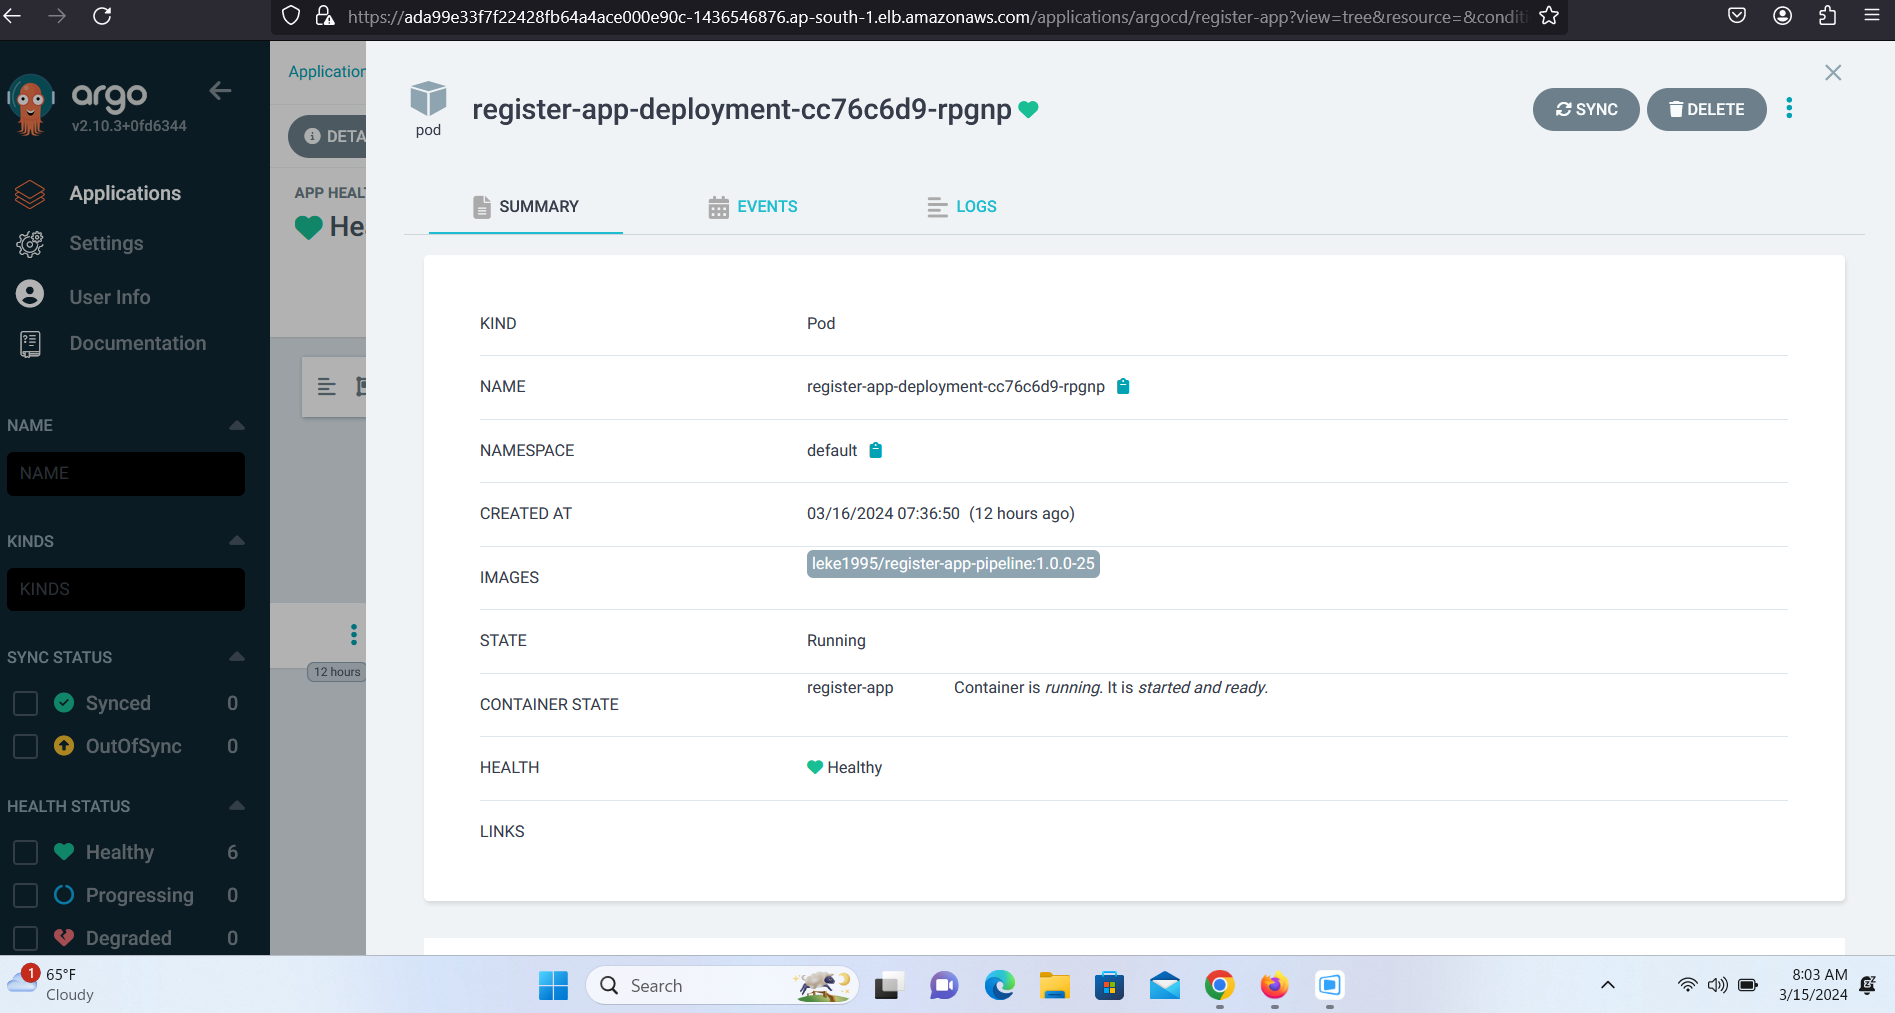 https://ada99e33f7f22428fb64a4ace000e90c-1436546876.ap-south-1.elb.amazonaws.com/applications/argocd/register-app?view=tree&resource=&conditi
argo
v2.10.3+0fd6344
Applications
Settings
User Info
Documentation
NAME
NAME
KINDS
KINDS
SYNC STATUS
Synced 0
OutOfSync 0
HEALTH STATUS
Healthy 6
Progressing 0
Degraded 0
Application
DETA
APP HEAL
He
12 hours
pod
register-app-deployment-cc76c6d9-rpgnp
SYNC
DELETE
SUMMARY
EVENTS
LOGS
KIND Pod
NAME register-app-deployment-cc76c6d9-rpgnp
NAMESPACE default
CREATED AT 03/16/2024 07:36:50 (12 hours ago)
IMAGES leke1995/register-app-pipeline:1.0.0-25
STATE Running
CONTAINER STATE register-app Container is running. It is started and ready.
HEALTH Healthy
LINKS
1
65°F
Cloudy
Search
8:03 AM
3/15/2024